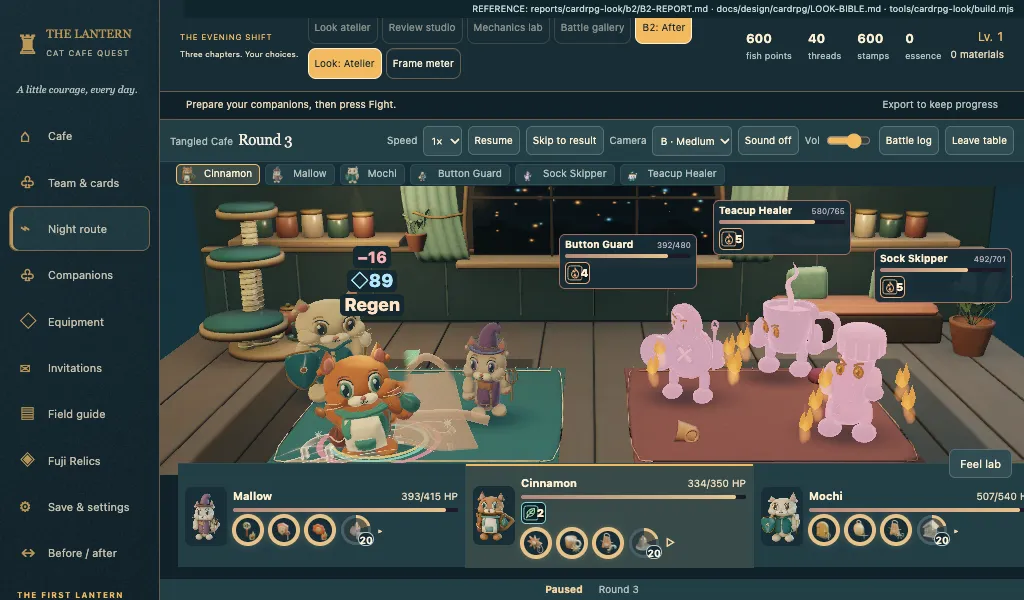 REFERENCE: reports/cardrpg-look/b2/B2-REPORT.md · docs/design/cardrpg/LOOK-BIBLE.md · tools/cardrpg-look/build.mjs
THE LANTERN
CAT CAFE QUEST
A little courage, every day.
Cafe
Team & cards
Night route
Companions
Equipment
Invitations
Field guide
Fuji Relics
Save & settings
Before / after
THE FIRST LANTERN
THE EVENING SHIFT
Three chapters. Your choices.
Look atelier
Review studio
Mechanics lab
Battle gallery
B2: After
Look: Atelier
Frame meter
600
fish points
40
threads
600
stamps
0
essence
Lv. 1
0 materials
Prepare your companions, then press Fight.
Export to keep progress
Tangled Cafe Round 3
Speed 1x Resume Skip to result Camera B · Medium Sound off Vol Battle log Leave table
Cinnamon Mallow Mochi Button Guard Sock Skipper Teacup Healer
Teacup Healer 580/765
5
Button Guard 392/480
4
Sock Skipper 492/701
5
−16
89
Regen
Feel lab
Mallow 393/415 HP
20
Cinnamon 334/350 HP
2
20
Mochi 507/540 H
20
Paused Round 3